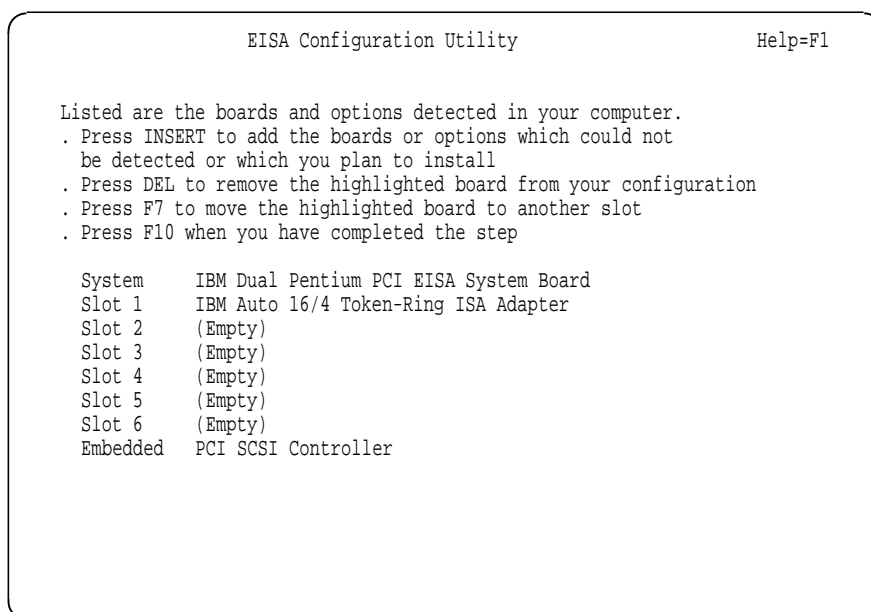 EISA Configuration Utility Help=F1
Listed are the boards and options detected in your computer.
. Press INSERT to add the boards or options which could not
be detected or which you plan to install
. Press DEL to remove the highlighted board from your configuration
. Press F7 to move the highlighted board to another slot
. Press F10 when you have completed the step
System IBM Dual Pentium PCI EISA System Board
Slot 1 IBM Auto 16/4 Token-Ring ISA Adapter
Slot 2 (Empty)
Slot 3 (Empty)
Slot 4 (Empty)
Slot 5 (Empty)
Slot 6 (Empty)
Embedded PCI SCSI Controller